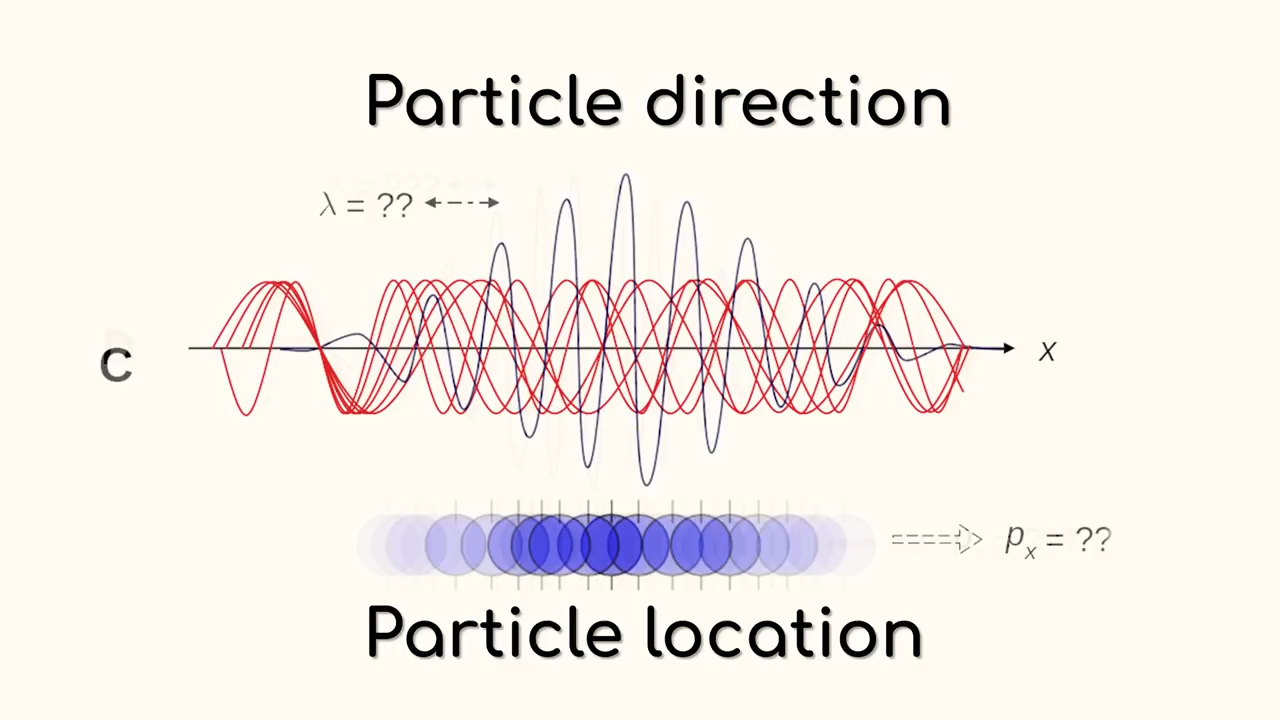 Particle direction
λ = ??
C
x
pₓ = ??
Particle location